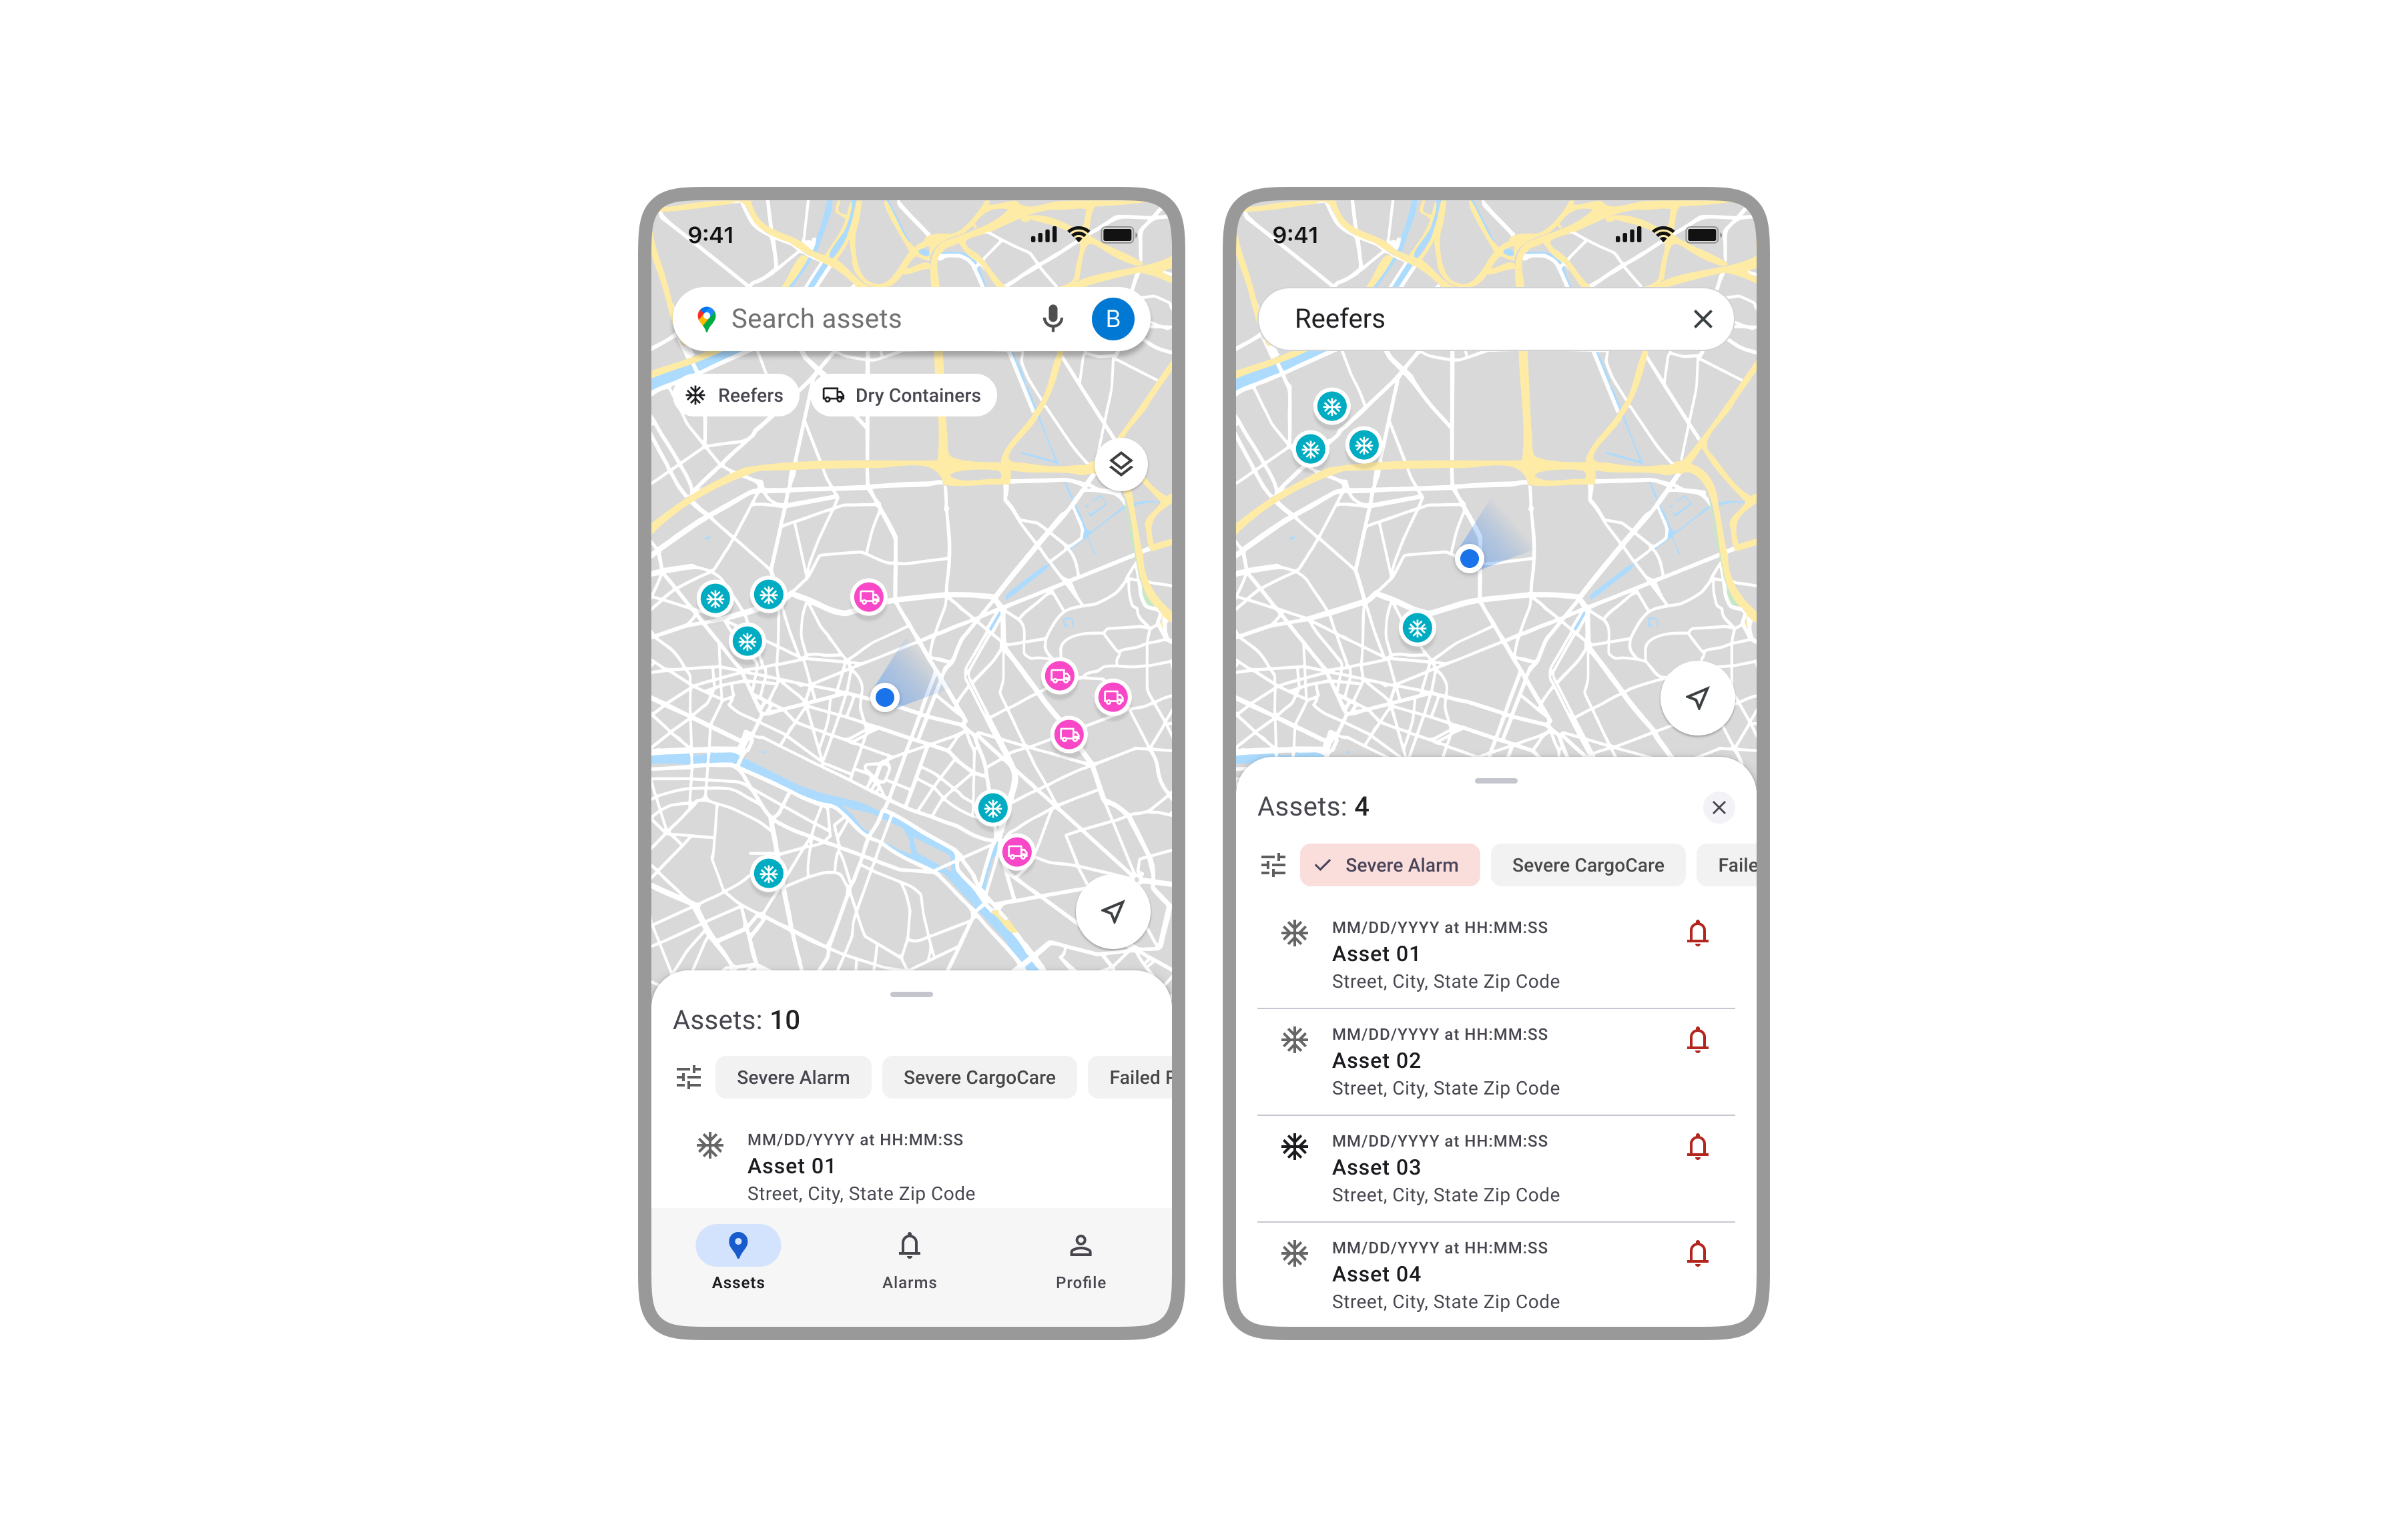 9:41
Search assets
B
Reefers
Dry Containers
Assets: 10
Severe Alarm
Severe CargoCare
Failed
MM/DD/YYYY at HH:MM:SS
Asset 01
Street, City, State Zip Code
Assets
Alarms
Profile
9:41
Reefers
Assets: 4
Severe Alarm
Severe CargoCare
Faile
MM/DD/YYYY at HH:MM:SS
Asset 01
Street, City, State Zip Code
MM/DD/YYYY at HH:MM:SS
Asset 02
Street, City, State Zip Code
MM/DD/YYYY at HH:MM:SS
Asset 03
Street, City, State Zip Code
MM/DD/YYYY at HH:MM:SS
Asset 04
Street, City, State Zip Code